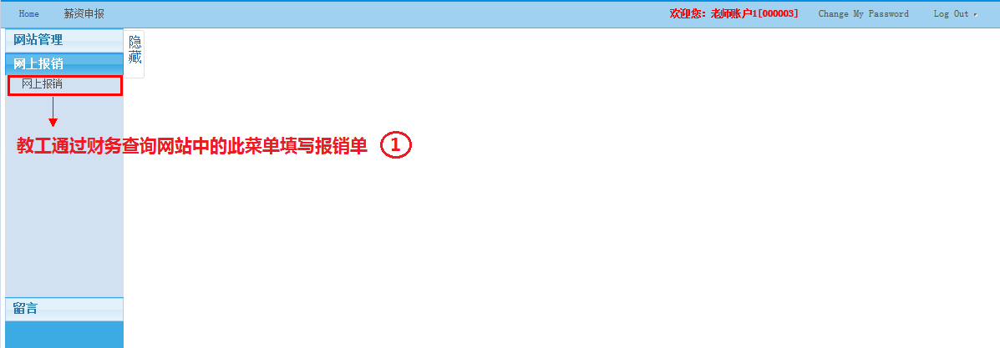 Home 薪资申报 欢迎您：老师账户1[000003] Change My Password Log Out
网站管理
隐藏
网上报销
网上报销
教工通过财务查询网站中的此菜单填写报销单 1
留言